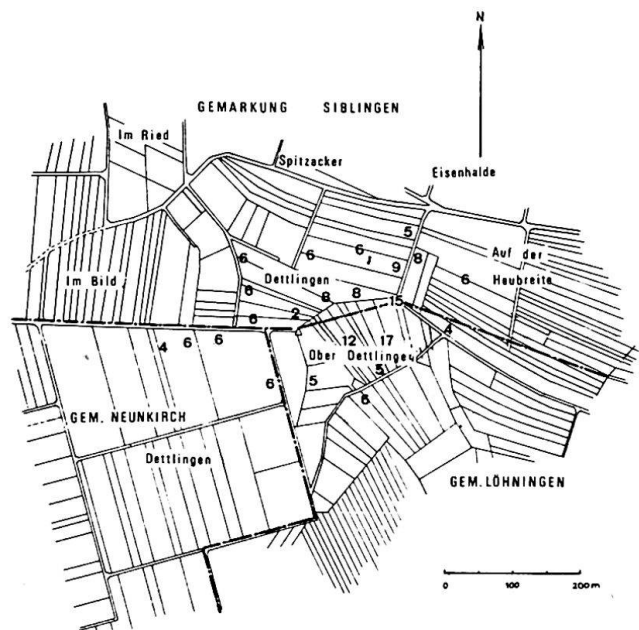 N
GEMARKUNG SIBLINGEN
Im Ried
Spitzacker
Eisenhalde
5
Auf der
6
6
8
6
9
Dettlingen
6
Heubreite
Im Bild
6
8
8
15
2
6
4
12
17
4
6
6
Ober Dettlingen
5
6
5
6
GEM. NEUNKIRCH
Dettlingen
GEM. LÖHNINGEN
0 100 200 m